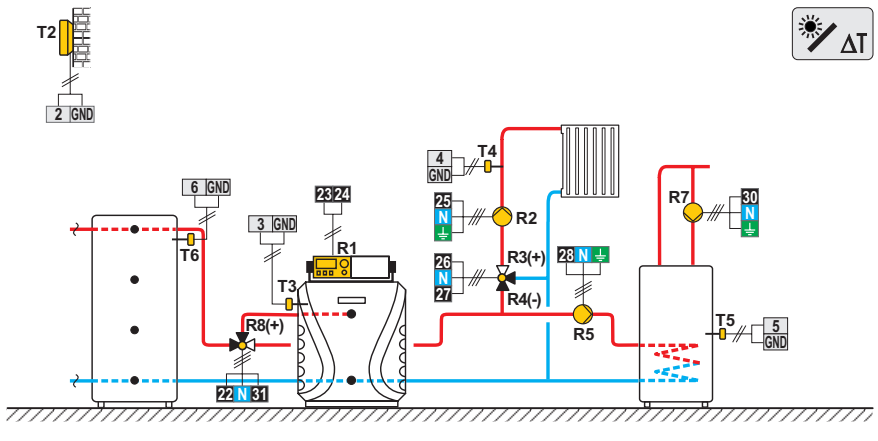 T2
2 GND
ΔT
4
GND
T4
6 GND
23 24
25
N
R2
R7
30
N
3 GND
R1
T6
26
N
27
R3(+)
R4(-)
28 N
T3
R8(+)
R5
T5
5
GND
22 N 31